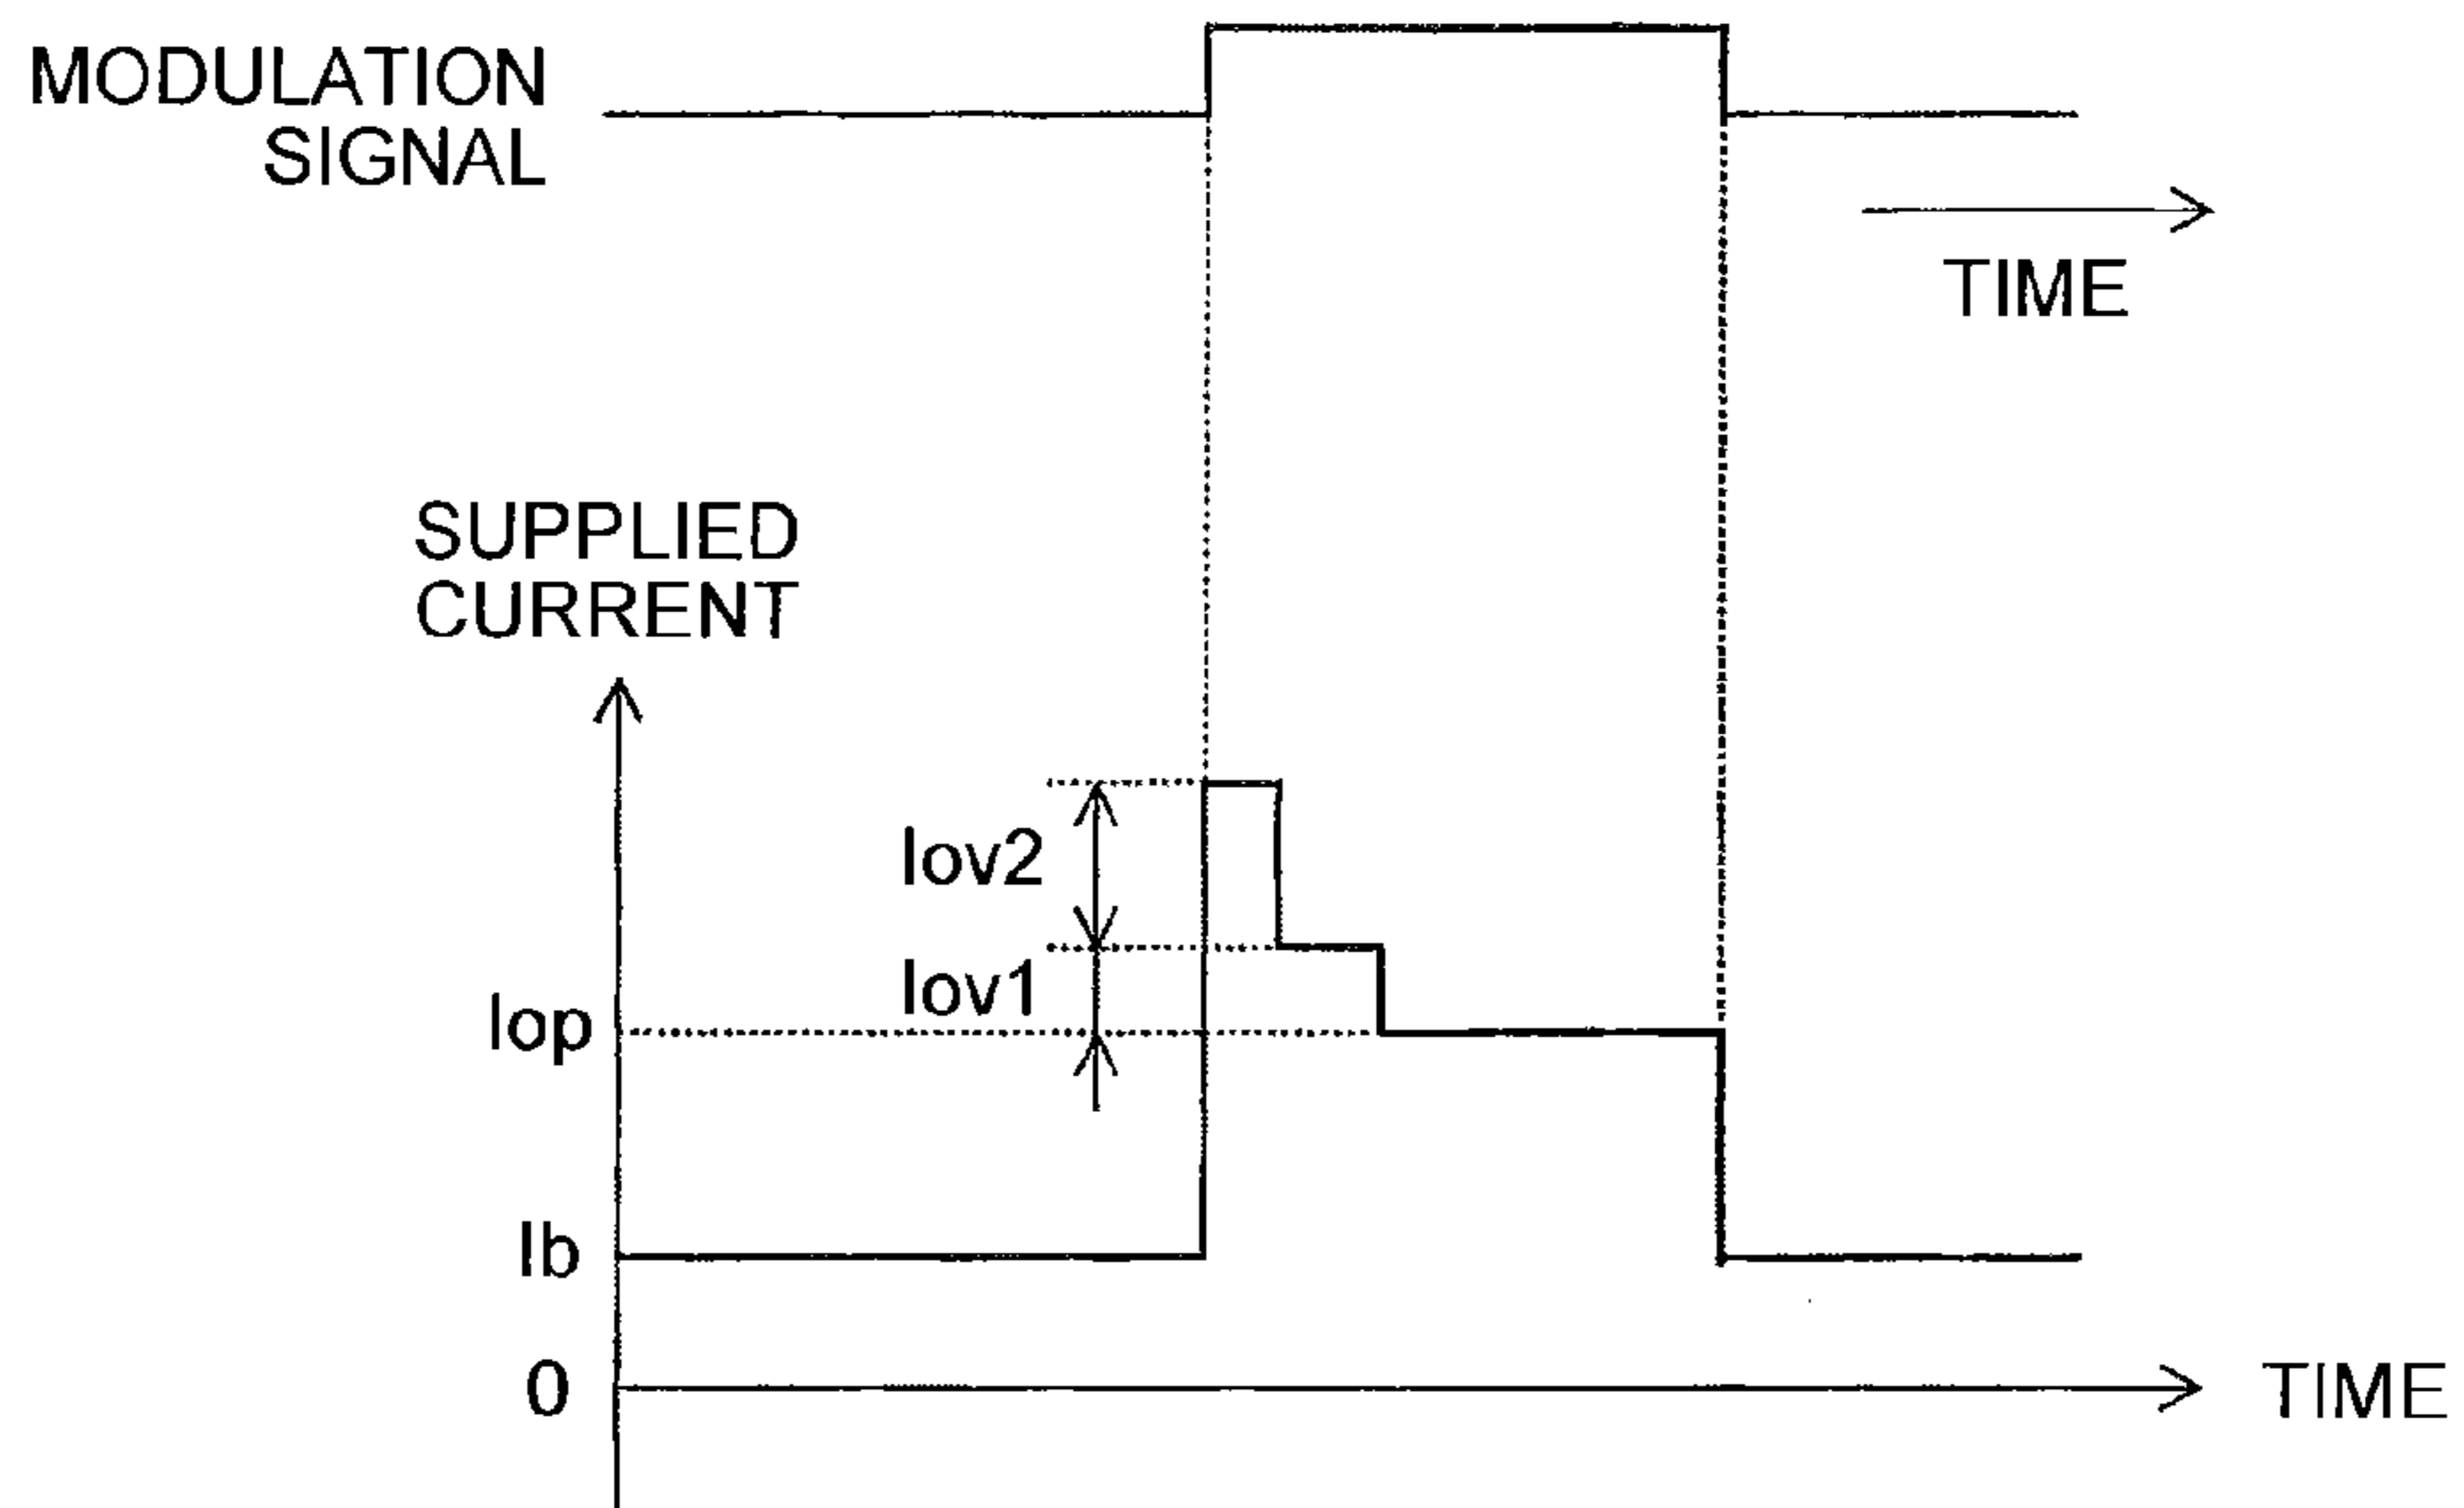 MODULATION
SIGNAL
TIME
SUPPLIED
CURRENT
Iov2
Iov1
Iop
Ib
0
TIME